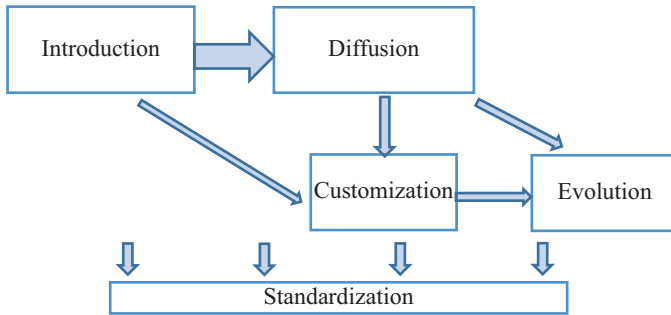 Introduction
Diffusion
Customization
Evolution
Standardization